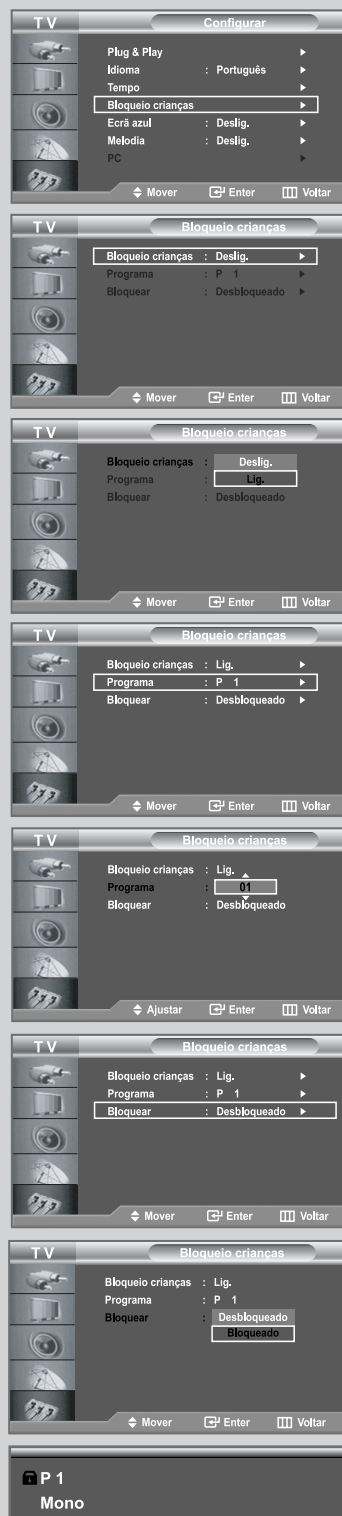 TV Configurar
Plug & Play
Idioma : Português
Tempo
Bloqueio crianças
Ecrã azul : Deslig.
Melodia : Deslig.
PC
Mover Enter Voltar
TV Bloqueio crianças
Bloqueio crianças : Deslig.
Programa : P 1
Bloquear : Desbloqueado
Mover Enter Voltar
TV Bloqueio crianças
Bloqueio crianças : Deslig.
Programa : Lig.
Bloquear : Desbloqueado
Mover Enter Voltar
TV Bloqueio crianças
Bloqueio crianças : Lig.
Programa : P 1
Bloquear : Desbloqueado
Mover Enter Voltar
TV Bloqueio crianças
Bloqueio crianças : Lig.
Programa : 01
Bloquear : Desbloqueado
Ajustar Enter Voltar
TV Bloqueio crianças
Bloqueio crianças : Lig.
Programa : P 1
Bloquear : Desbloqueado
Mover Enter Voltar
TV Bloqueio crianças
Bloqueio crianças : Lig.
Programa : P 1
Bloquear : Desbloqueado
Bloqueado
Mover Enter Voltar
P 1
Mono